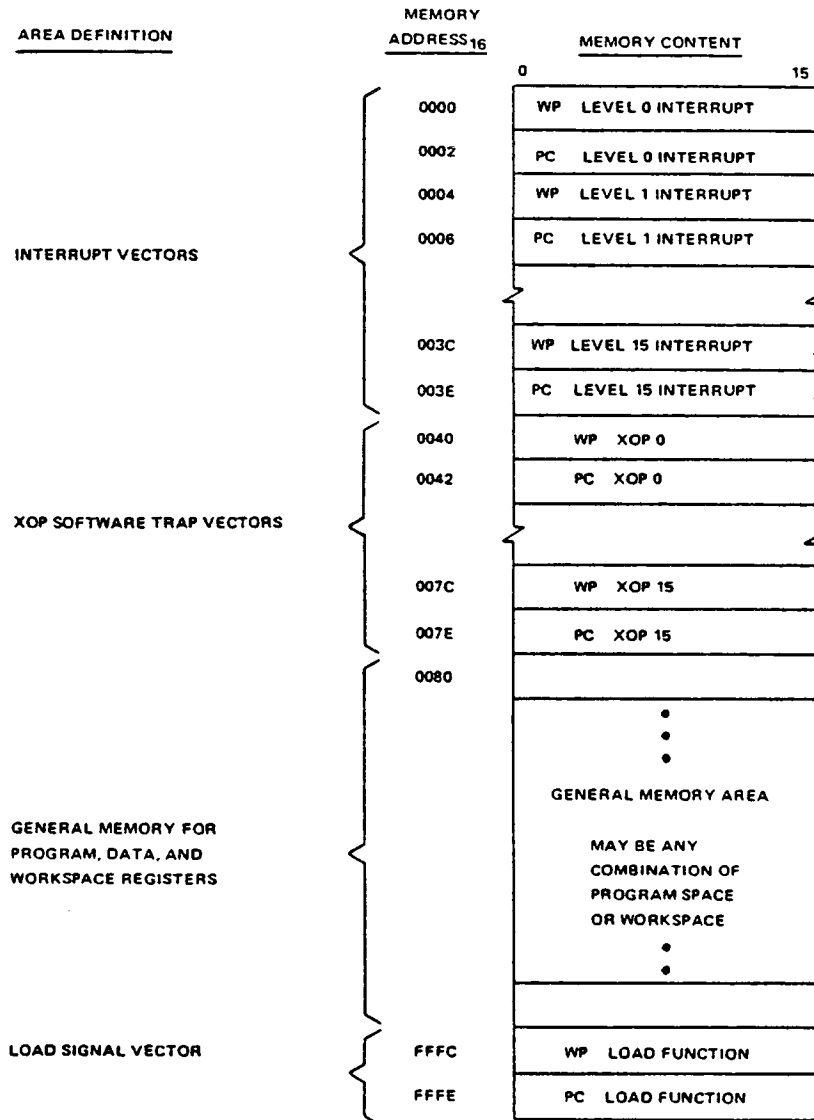 AREA DEFINITION
MEMORY
ADDRESS16
MEMORY CONTENT
0 15
0000 WP LEVEL 0 INTERRUPT
0002 PC LEVEL 0 INTERRUPT
0004 WP LEVEL 1 INTERRUPT
0006 PC LEVEL 1 INTERRUPT
INTERRUPT VECTORS
003C WP LEVEL 15 INTERRUPT
003E PC LEVEL 15 INTERRUPT
0040 WP XOP 0
0042 PC XOP 0
XOP SOFTWARE TRAP VECTORS
007C WP XOP 15
007E PC XOP 15
0080
GENERAL MEMORY AREA
GENERAL MEMORY FOR
PROGRAM, DATA, AND
WORKSPACE REGISTERS
MAY BE ANY
COMBINATION OF
PROGRAM SPACE
OR WORKSPACE
LOAD SIGNAL VECTOR
FFFC WP LOAD FUNCTION
FFFE PC LOAD FUNCTION